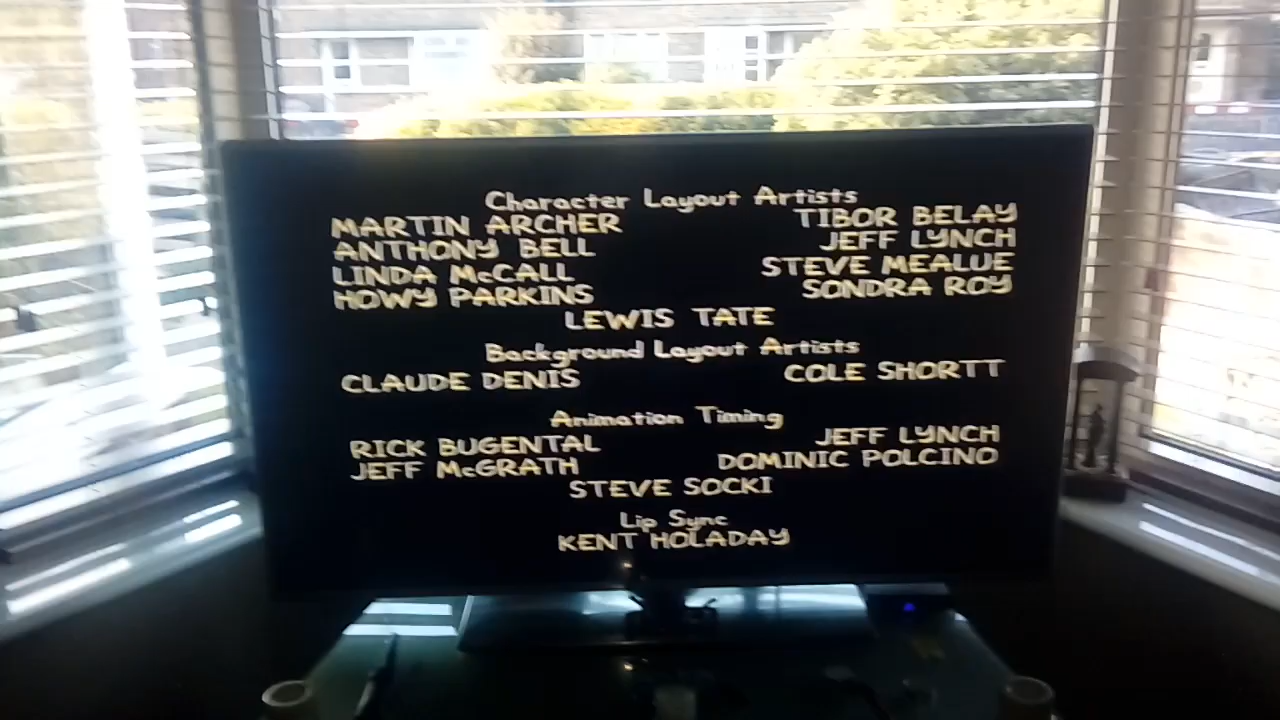 Character Layout Artists
MARTIN ARCHER TIBOR BELAY
ANTHONY BELL JEFF LYNCH
LINDA McCALL STEVE MEALUE
HOWY PARKINS SONDRA ROY
LEWIS TATE
Background Layout Artists
CLAUDE DENIS COLE SHORTT
Animation Timing
RICK BUGENTAL JEFF LYNCH
JEFF McGRATH DOMINIC POLCINO
STEVE SOCKI
Lip Sync
KENT HOLADAY